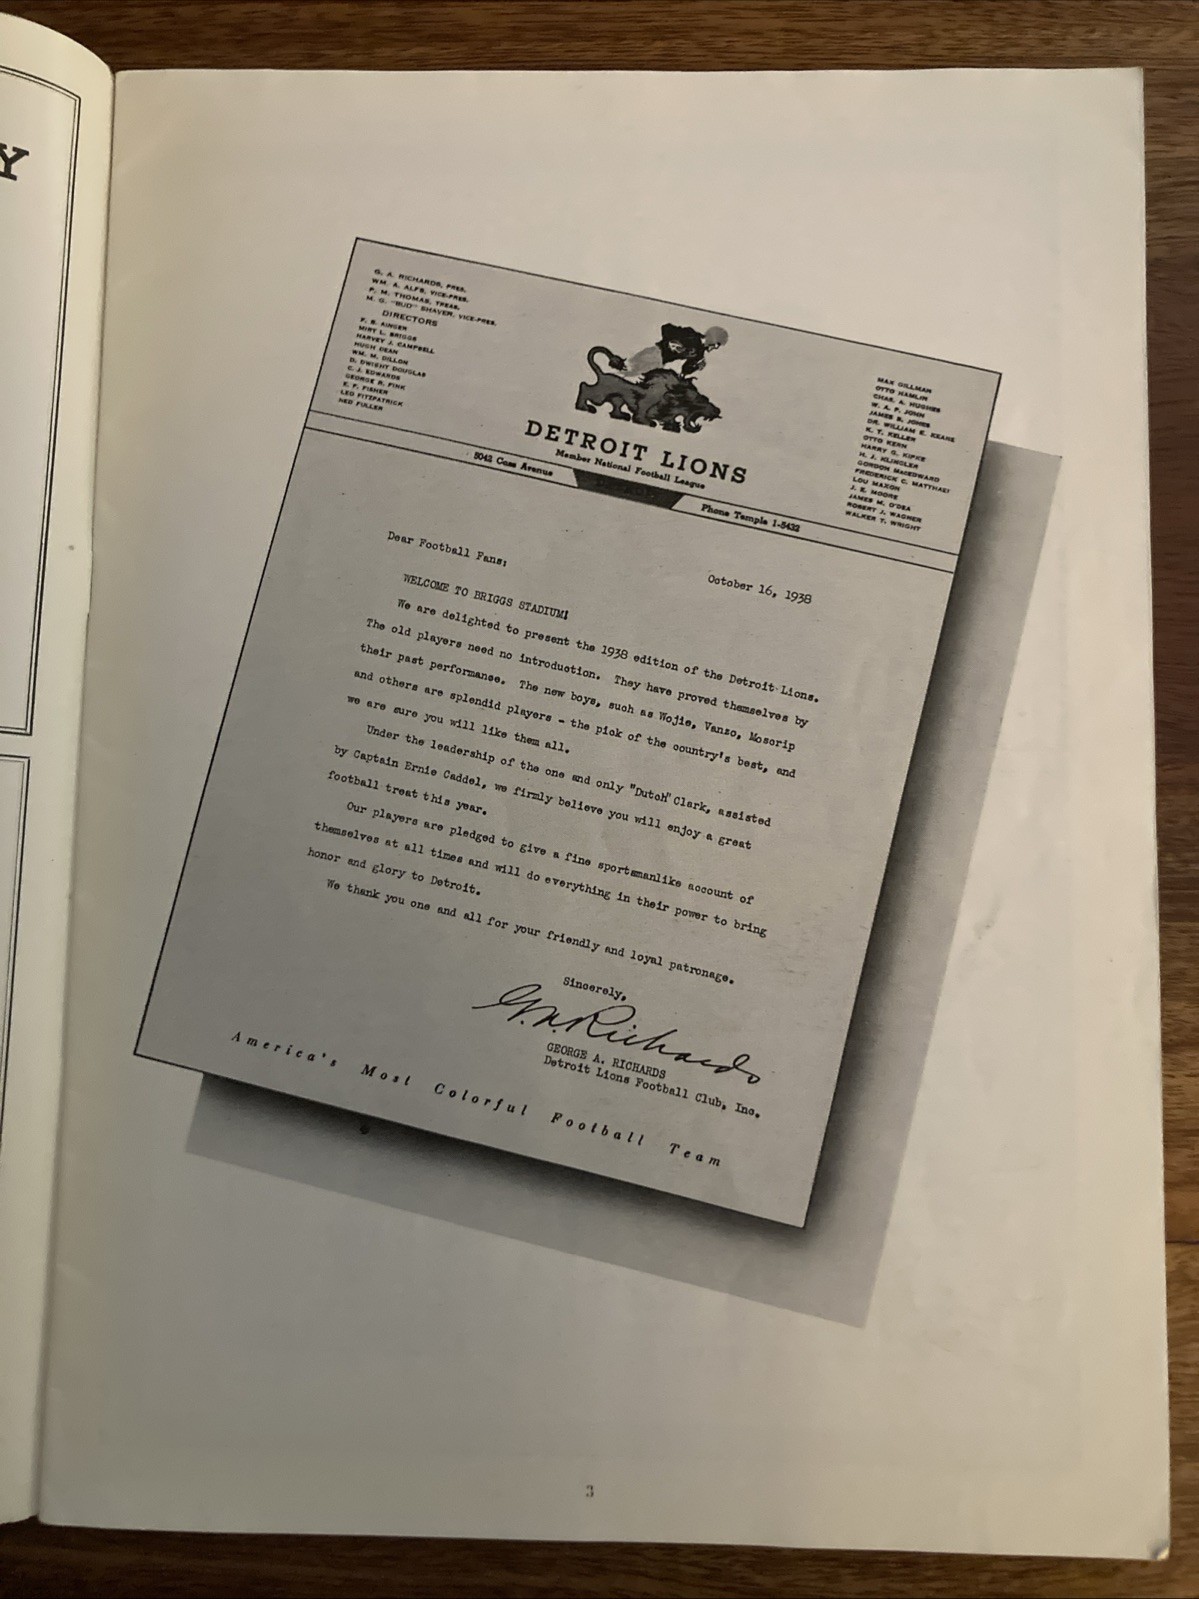 Y
G. A. RICHARDS, PRES.
WM. A. ALFS, VICE-PRES.
P. M. THOMAS, TREAS.
M. G. "BUD" SHAVER, VICE-PRES.
DIRECTORS
F. B. AINGER
MIRT L. BRIGGS
HARVEY J. CAMPBELL
HUGH DEAN
WM. M. DILLON
D. DWIGHT DOUGLAS
C. J. EDWARDS
GEORGE R. FINK
E. F. FISHER
LEO FITZPATRICK
NED FULLER
MAX GILLMAN
OTTO HAMLIN
CHAS. A. HUGHES
W. A. P. JOHN
JAMES S. JONES
DR. WILLIAM E. KEANE
K. T. KELLER
OTTO KERN
HARRY G. KIPKE
H. J. KLINGLER
GORDON MacEDWARD
FREDERICK C. MATTHAEI
LOU MAXON
J. E. MOORE
JAMES M. O'DEA
ROBERT J. WAGNER
WALKER T. WRIGHT
DETROIT LIONS
Member National Football League
5042 Cass Avenue
Phone Temple 1-5422
October 16, 1938
Dear Football Fans:
WELCOME TO BRIGGS STADIUM!
We are delighted to present the 1938 edition of the Detroit Lions.
The old players need no introduction. They have proved themselves by
their past performance. The new boys, such as Wojie, Vanzo, Mosorip
and others are splendid players - the pick of the country's best, and
we are sure you will like them all.
Under the leadership of the one and only "Dutch" Clark, assisted
by Captain Ernie Caddel, we firmly believe you will enjoy a great
football treat this year.
Our players are pledged to give a fine sportsmanlike account of
themselves at all times and will do everything in their power to bring
honor and glory to Detroit.
We thank you one and all for your friendly and loyal patronage.
Sincerely,
G. A. Richards
GEORGE A. RICHARDS
Detroit Lions Football Club, Inc.
America's Most Colorful Football Team
3